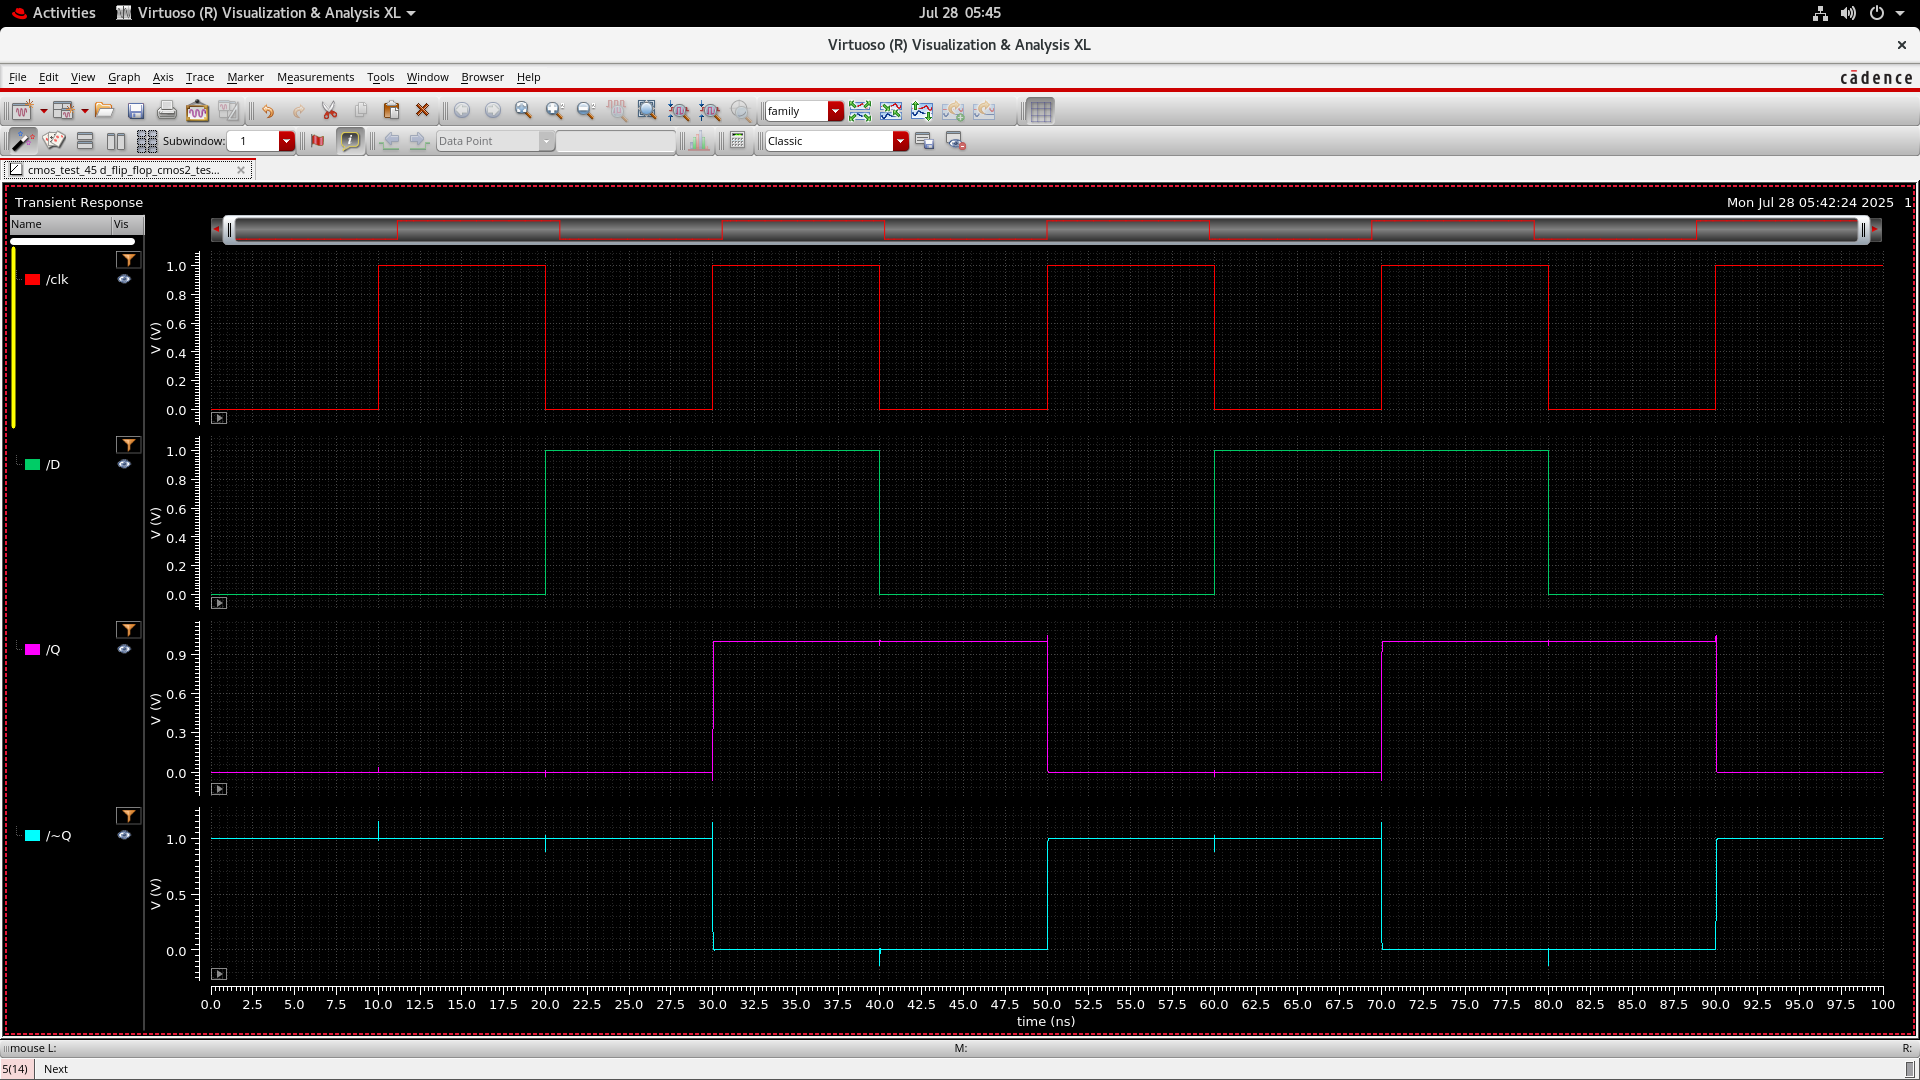 Activities Virtuoso (R) Visualization & Analysis XL Jul 28 05:45
Virtuoso (R) Visualization & Analysis XL
File Edit View Graph Axis Trace Marker Measurements Tools Window Browser Help cādence
family
Subwindow: 1 Data Point Classic
cmos_test_45 d_flip_flop_cmos2_tes...
Transient Response Mon Jul 28 05:42:24 2025 1
Name Vis
/clk
V (V)
1.0
0.8
0.6
0.4
0.2
0.0
/D
V (V)
1.0
0.8
0.6
0.4
0.2
0.0
/Q
V (V)
0.9
0.6
0.3
0.0
/~Q
V (V)
1.0
0.5
0.0
0.0 2.5 5.0 7.5 10.0 12.5 15.0 17.5 20.0 22.5 25.0 27.5 30.0 32.5 35.0 37.5 40.0 42.5 45.0 47.5 50.0 52.5 55.0 57.5 60.0 62.5 65.0 67.5 70.0 72.5 75.0 77.5 80.0 82.5 85.0 87.5 90.0 92.5 95.0 97.5 100
time (ns)
mouse L: M: R:
5(14) Next